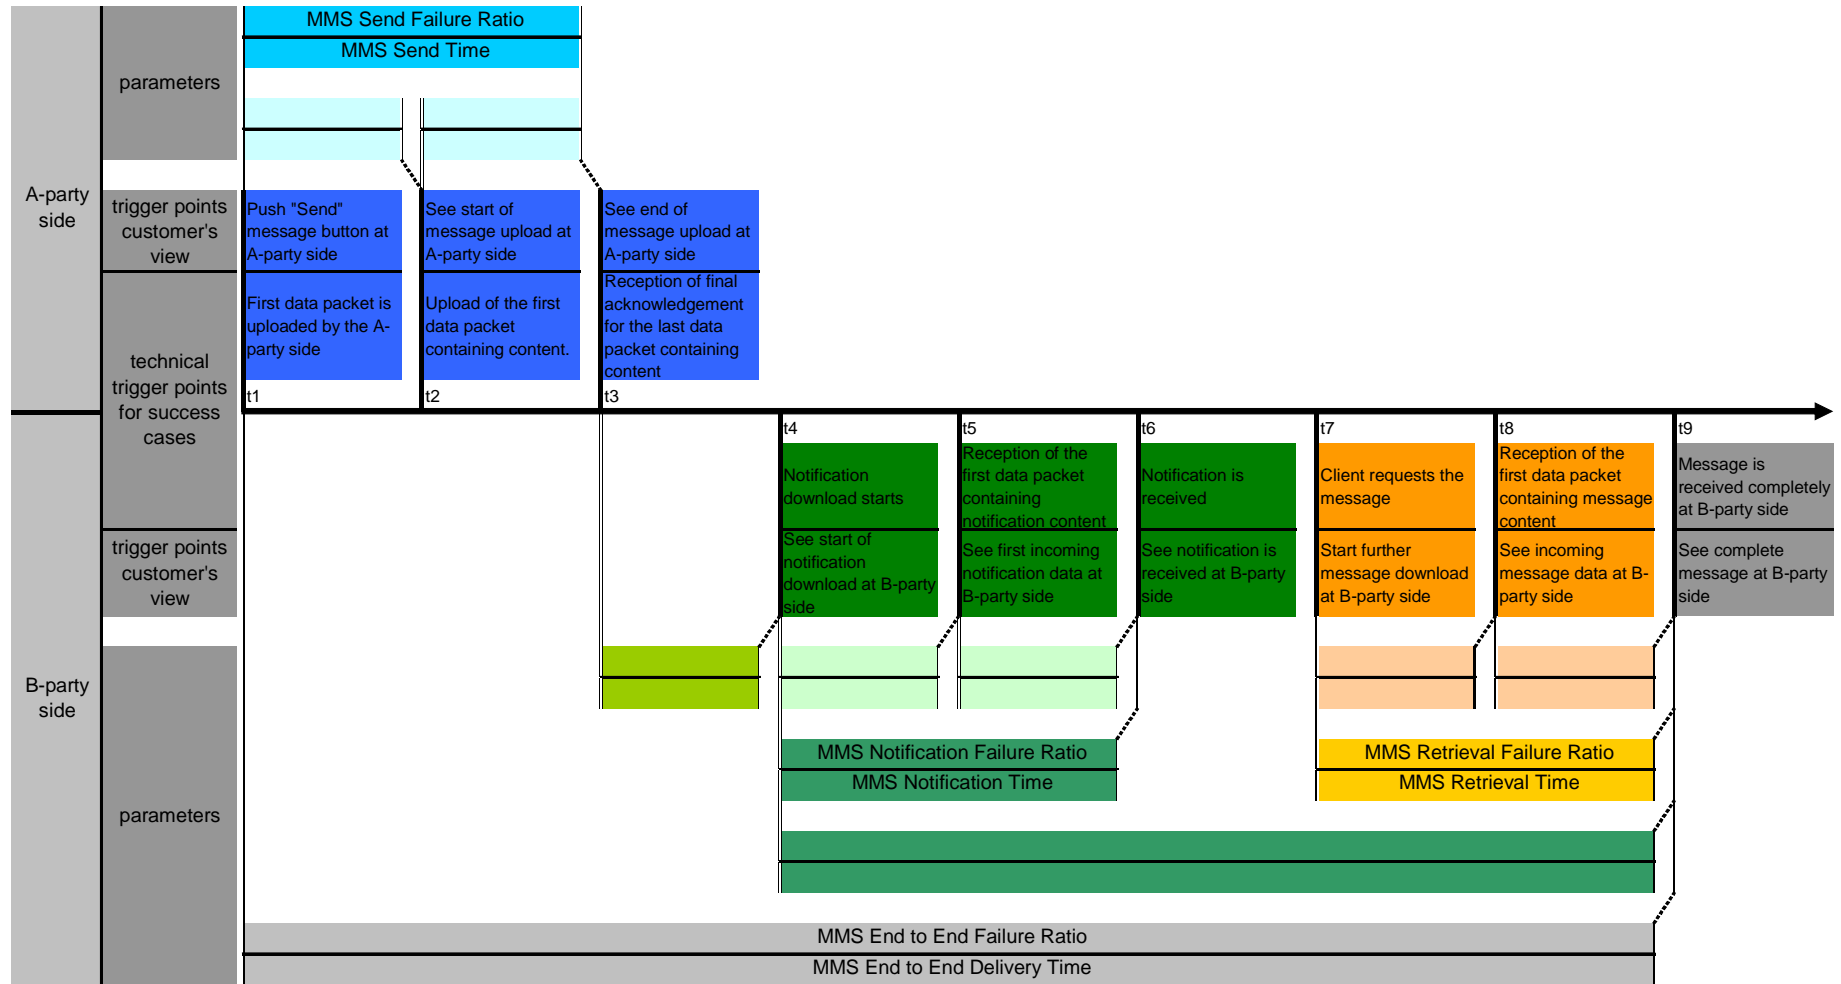 MMS Send Failure Ratio
MMS Send Time
parameters
A-party
side
trigger points
customer's
view
Push "Send"
message button at
A-party side
See start of
message upload at
A-party side
See end of
message upload at
A-party side
technical
trigger points
for success
cases
First data packet is
uploaded by the A-
party side
Upload of the first
data packet
containing content.
Reception of final
acknowledgement
for the last data
packet containing
content
t1
t2
t3
t4
t5
t6
t7
t8
t9
Notification
download starts
Reception of the
first data packet
containing
notification content
Notification is
received
Client requests the
message
Reception of the
first data packet
containing message
content
Message is
received completely
at B-party side
B-party
side
trigger points
customer's
view
See start of
notification
download at B-party
side
See first incoming
notification data at
B-party side
See notification is
received at B-party
side
Start further
message download
at B-party side
See incoming
message data at B-
party side
See complete
message at B-party
side
parameters
MMS Notification Failure Ratio
MMS Notification Time
MMS Retrieval Failure Ratio
MMS Retrieval Time
MMS End to End Failure Ratio
MMS End to End Delivery Time